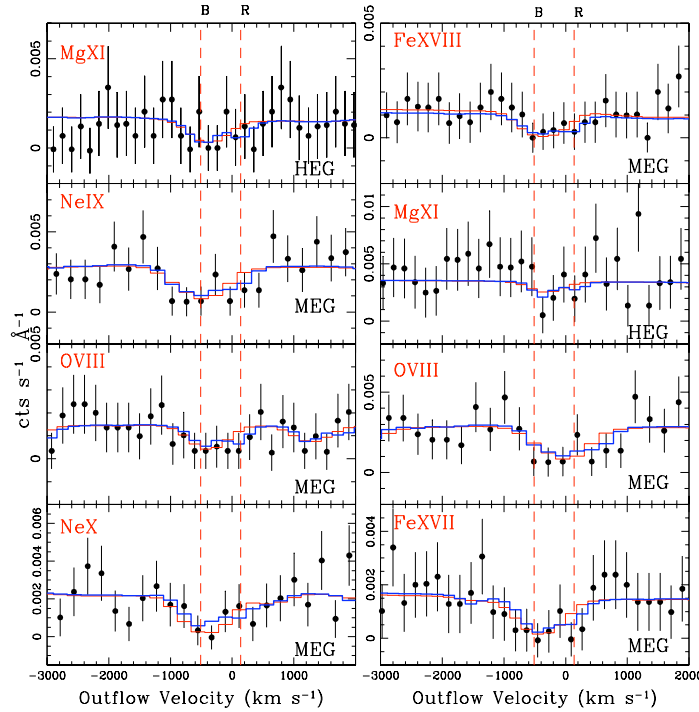 B R B R
0.005 MgXI 0 HEG
0.005 FeXVIII 0 MEG
NeIX 0.005 0 MEG
0.01 MgXI 0.005 0 HEG
cts s⁻¹ Å⁻¹
0.005 OVIII 0 MEG
OVIII 0.005 0 MEG
0.006 NeX 0.004 0.002 0 MEG
FeXVII 0.004 0.002 0 MEG
-3000 -2000 -1000 0 1000 -3000 -2000 -1000 0 1000 2000
Outflow Velocity (km s⁻¹) Outflow Velocity (km s⁻¹)